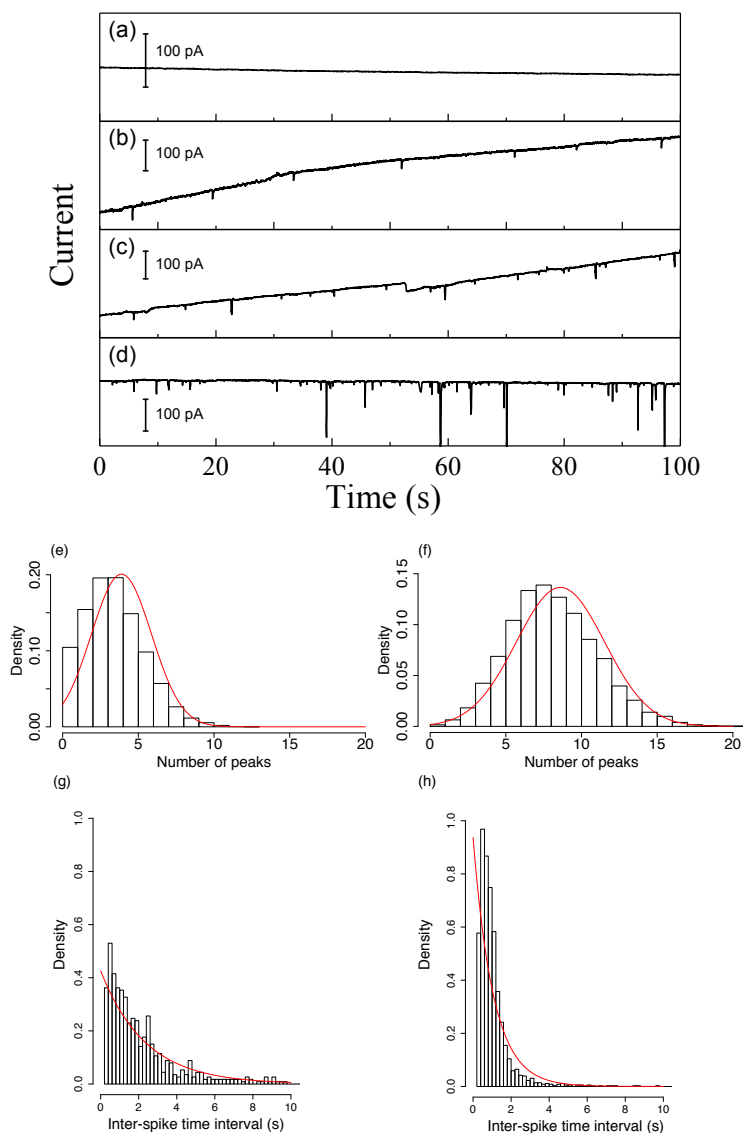 (a)
100 pA
(b)
100 pA
(c)
100 pA
(d)
100 pA
Current
0 20 40 60 80 100
Time (s)
(e)
Density
0.00 0.10 0.20
0 5 10 15 20
Number of peaks
(f)
Density
0.00 0.05 0.10 0.15
0 5 10 15 20
Number of peaks
(g)
Density
0.0 0.2 0.4 0.6 0.8 1.0
0 2 4 6 8 10
Inter-spike time interval (s)
(h)
Density
0.0 0.2 0.4 0.6 0.8 1.0
0 2 4 6 8 10
Inter-spike time interval (s)